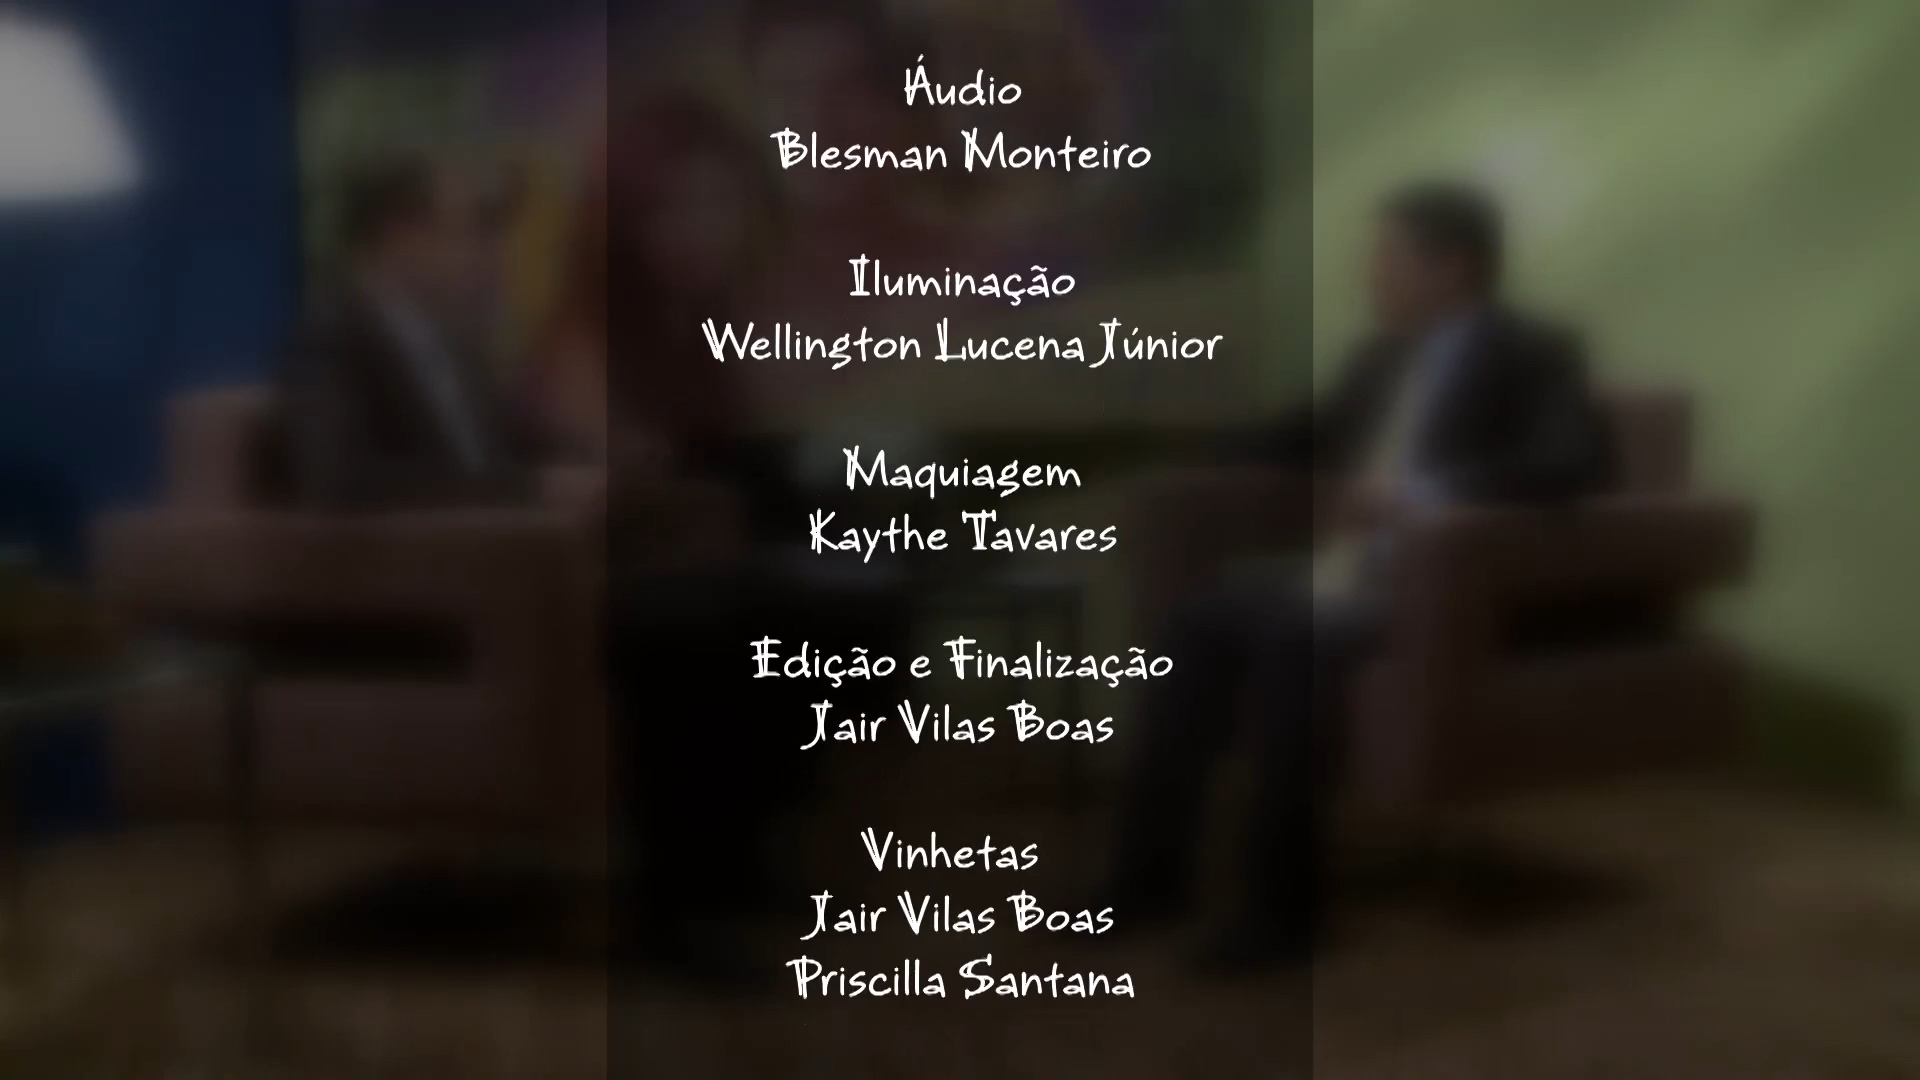 Áudio
Blesman Monteiro
Iluminação
Wellington Lucena Júnior
Maquiagem
Kaythe Tavares
Edição e Finalização
Jair Vilas Boas
Vinhetas
Jair Vilas Boas
Priscilla Santana